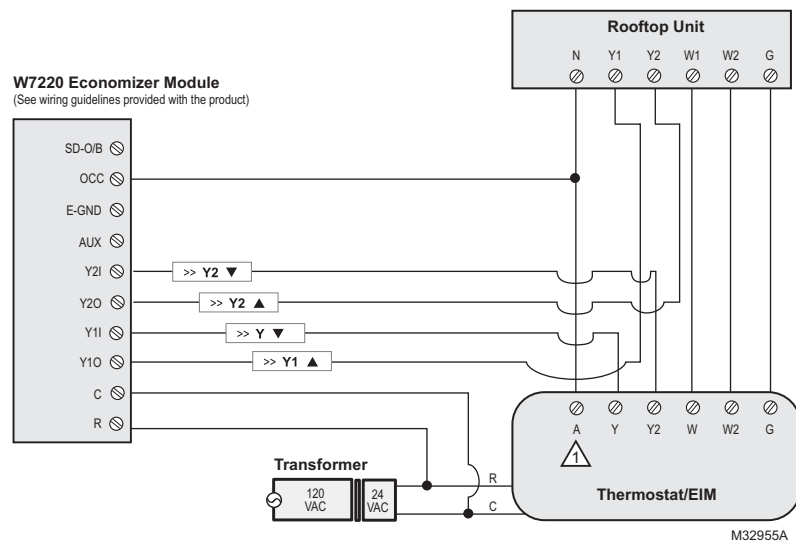 Rooftop Unit
N Y1 Y2 W1 W2 G
W7220 Economizer Module
(See wiring guidelines provided with the product)
SD-O/B
OCC
E-GND
AUX
Y2I >> Y2 ▼
Y2O >> Y2 ▲
Y1I >> Y ▼
Y1O >> Y1 ▲
C
R
A Y Y2 W W2 G
1
Transformer
120 VAC
24 VAC
R
C
Thermostat/EIM
M32955A